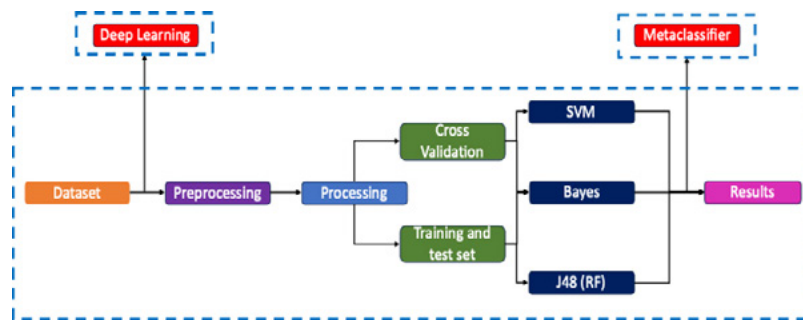 Deep Learning
Metaclassifier
Cross
Validation
SVM
Dataset
Preprocessing
Processing
Bayes
Results
Training and
test set
J48 (RF)